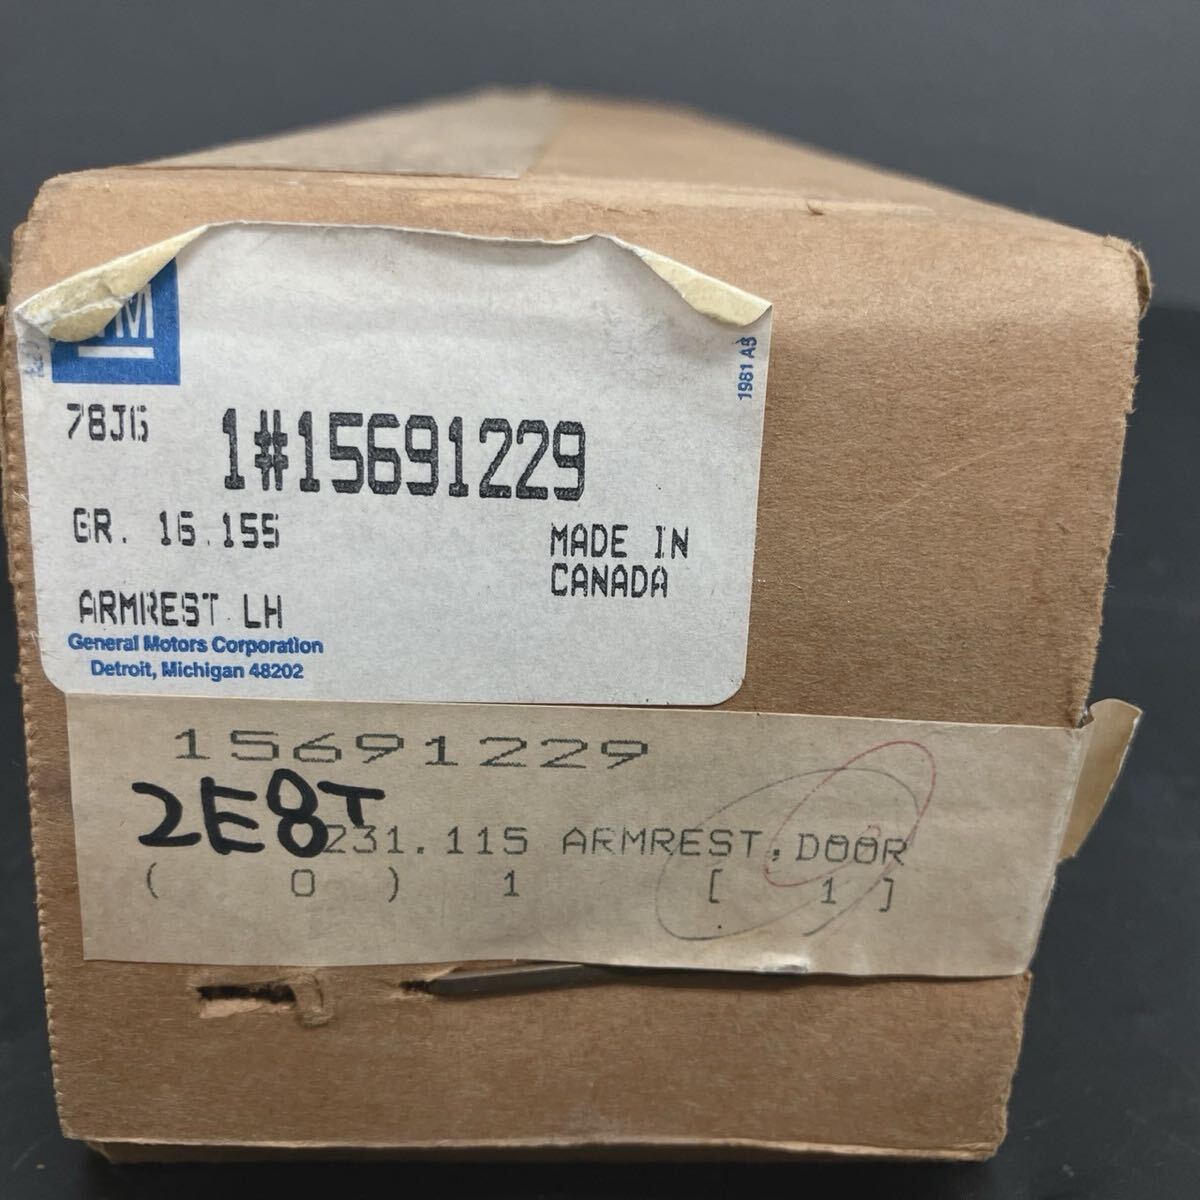 GM
1981 AB
78JG
1#15691229
GR. 16.155
MADE IN
CANADA
ARMREST LH
General Motors Corporation
Detroit, Michigan 48202
15691229
2E8T
231.115 ARMREST,DOOR
( 0 ) 1 [ 1 ]